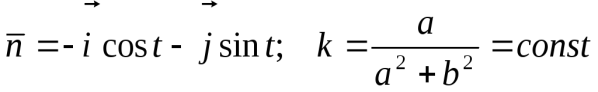 n̅ = - i⃗ cos t - j⃗ sin t; k = a / (a² + b²) = const